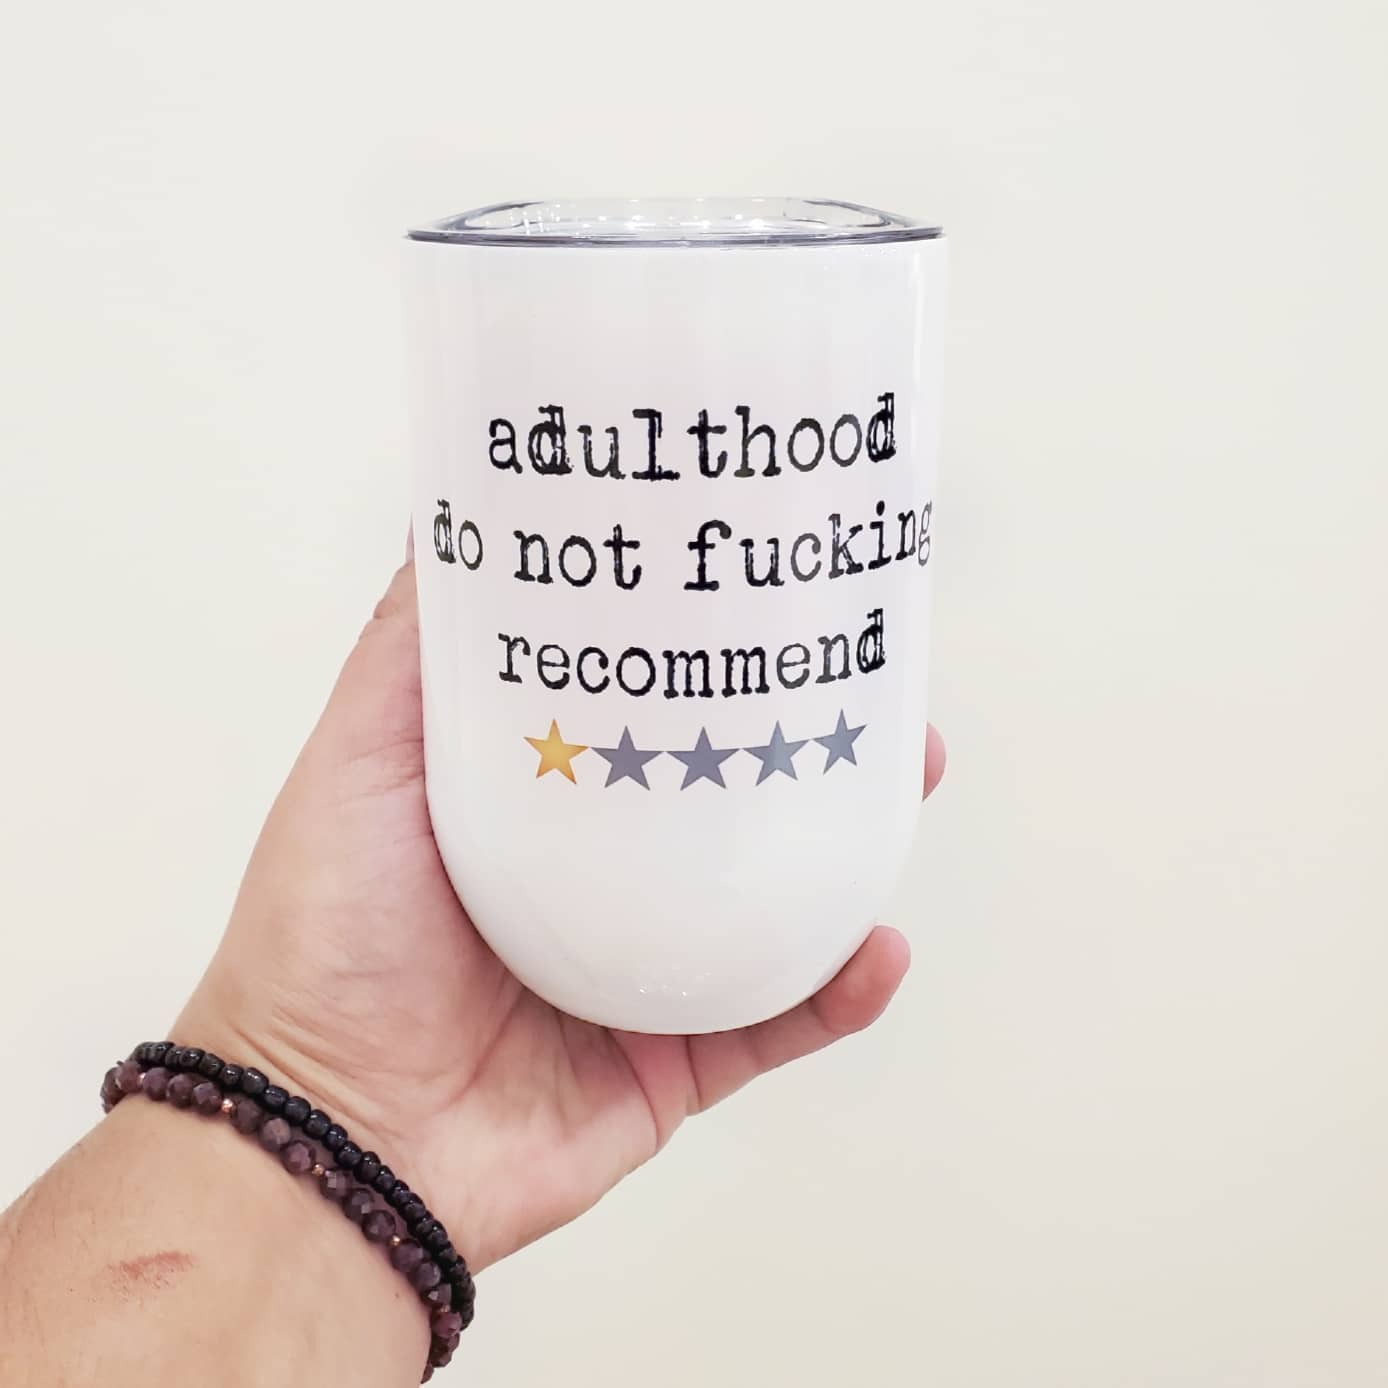 adulthood
do not fucking
recommend